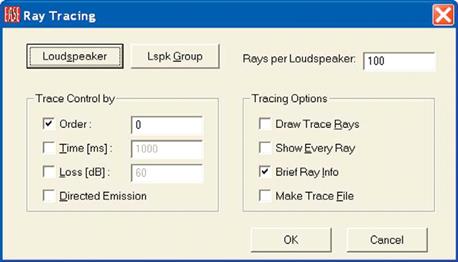 EASE Ray Tracing
Loudspeaker Lspk Group Rays per Loudspeaker: 100
Trace Control by
Order : 0
Time [ms] : 1000
Loss [dB] : 60
Directed Emission
Tracing Options
Draw Trace Rays
Show Every Ray
Brief Ray Info
Make Trace File
OK Cancel